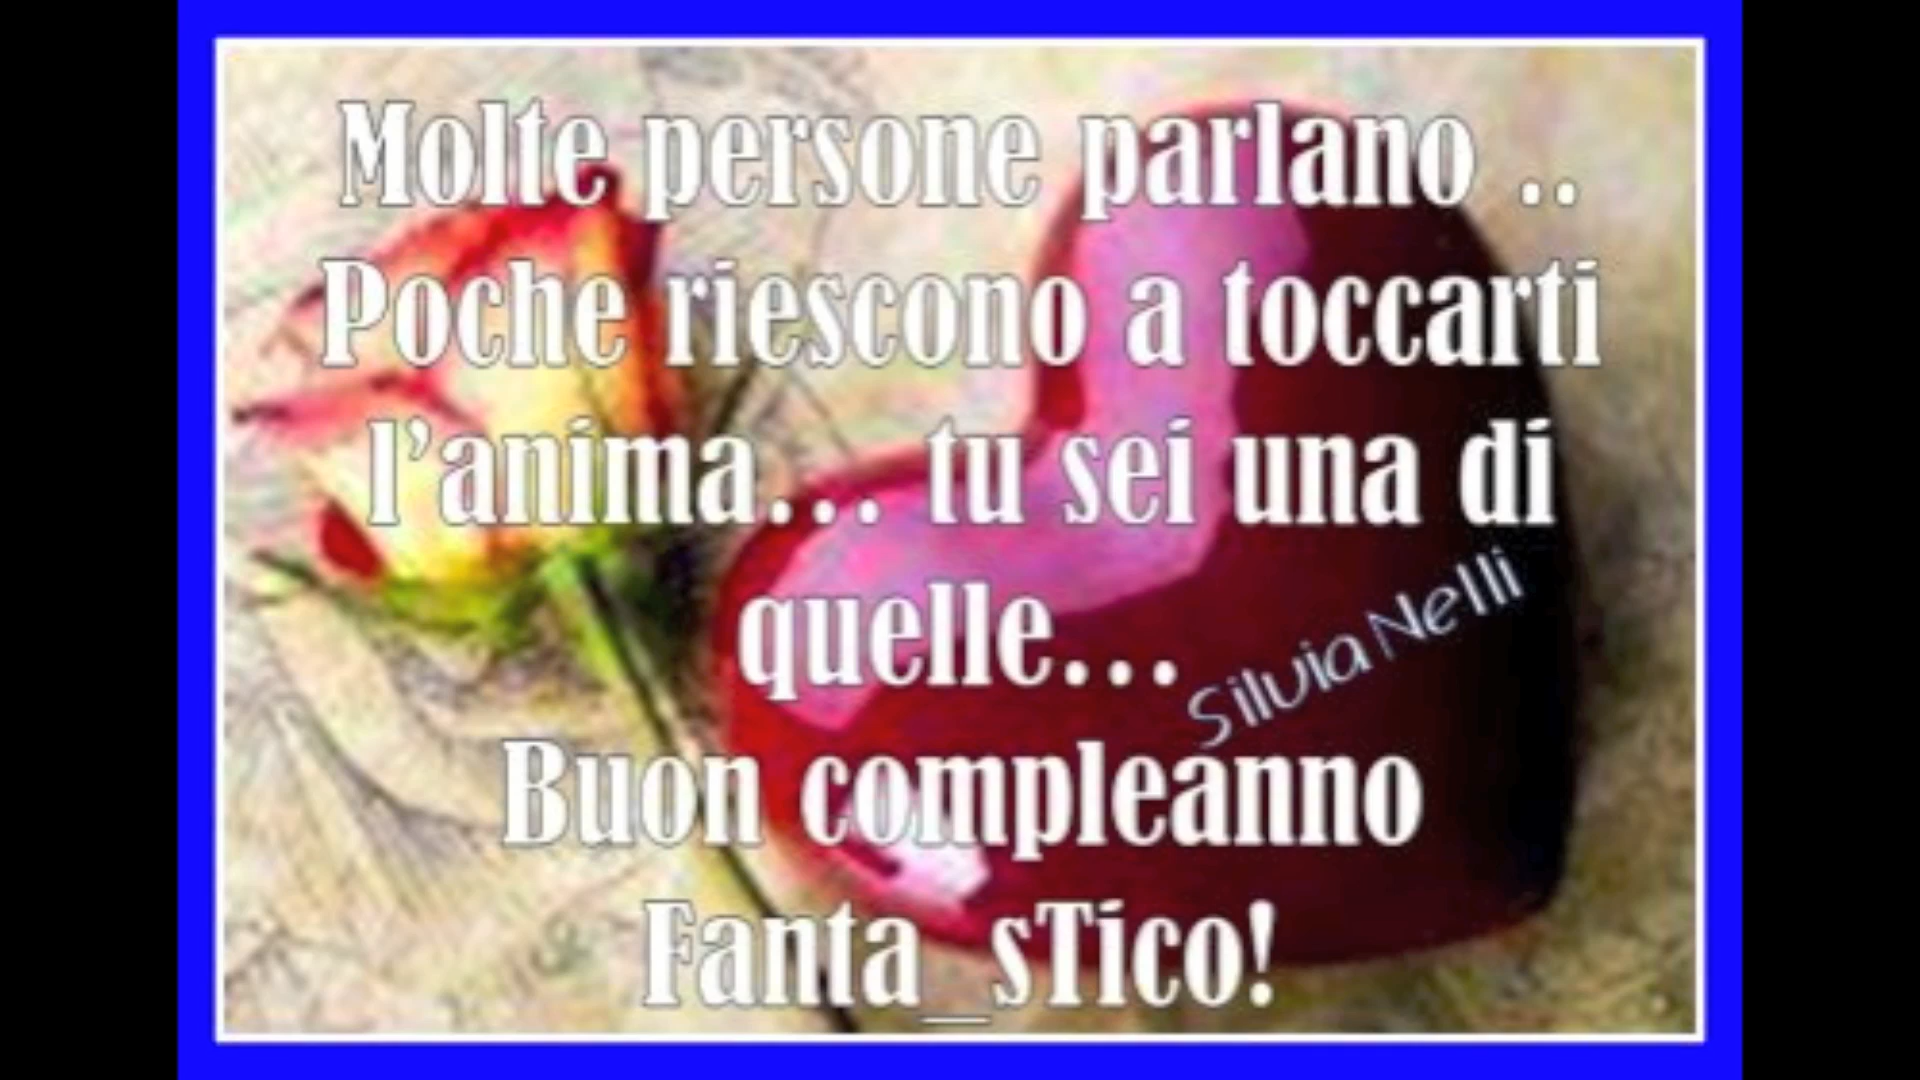 Molte persone parlano ..
Poche riescono a toccarti
l'anima... tu sei una di
quelle...
Silvia Nelli
Buon compleanno
Fanta_sTico!